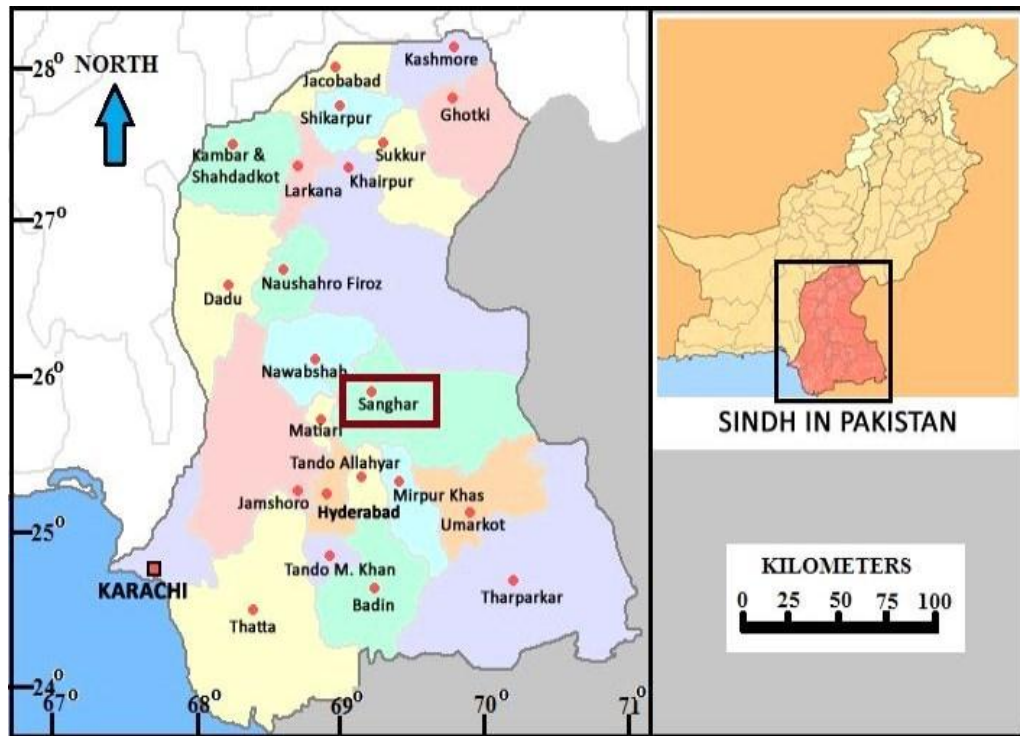 28°
NORTH
Kashmore
Jacobabad
Shikarpur
Ghotki
Sukkur
Kambar &
Shahdadkot
Larkana
Khairpur
27°
Naushahro Firoz
Dadu
26°
Nawabshah
Sanghar
Matiari
Tando Allahyar
Jamshoro
Hyderabad
Mirpur Khas
Umarkot
25°
KARACHI
Tando M. Khan
Badin
Tharparkar
Thatta
24°
67°
68°
69°
70°
71°
SINDH IN PAKISTAN
KILOMETERS
0 25 50 75 100